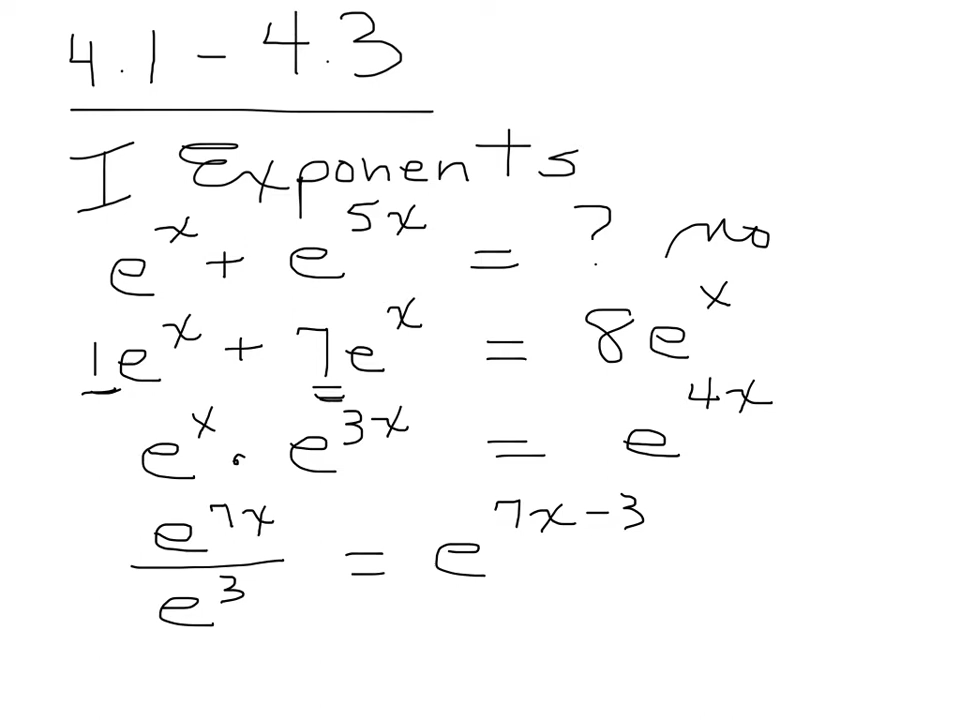 4.1 - 4.3
I Exponents
e^x + e^5x = ? no
1e^x + 7e^x = 8e^x
e^x · e^3x = e^4x
e^7x / e^3 = e^7x-3